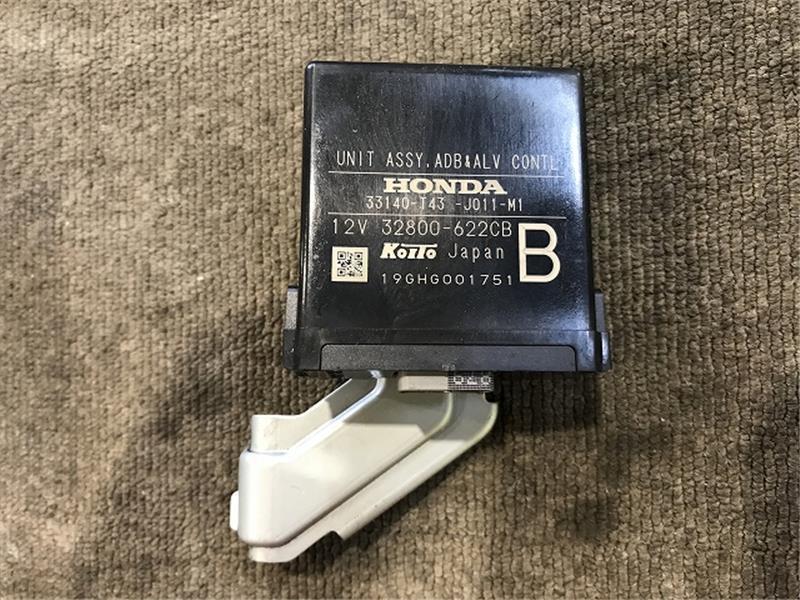 UNIT ASSY,ADB&ALV CONTL
HONDA
33140-T43 -J011-M1
12V 32800-622CB B
KOITO Japan
19GHG001751